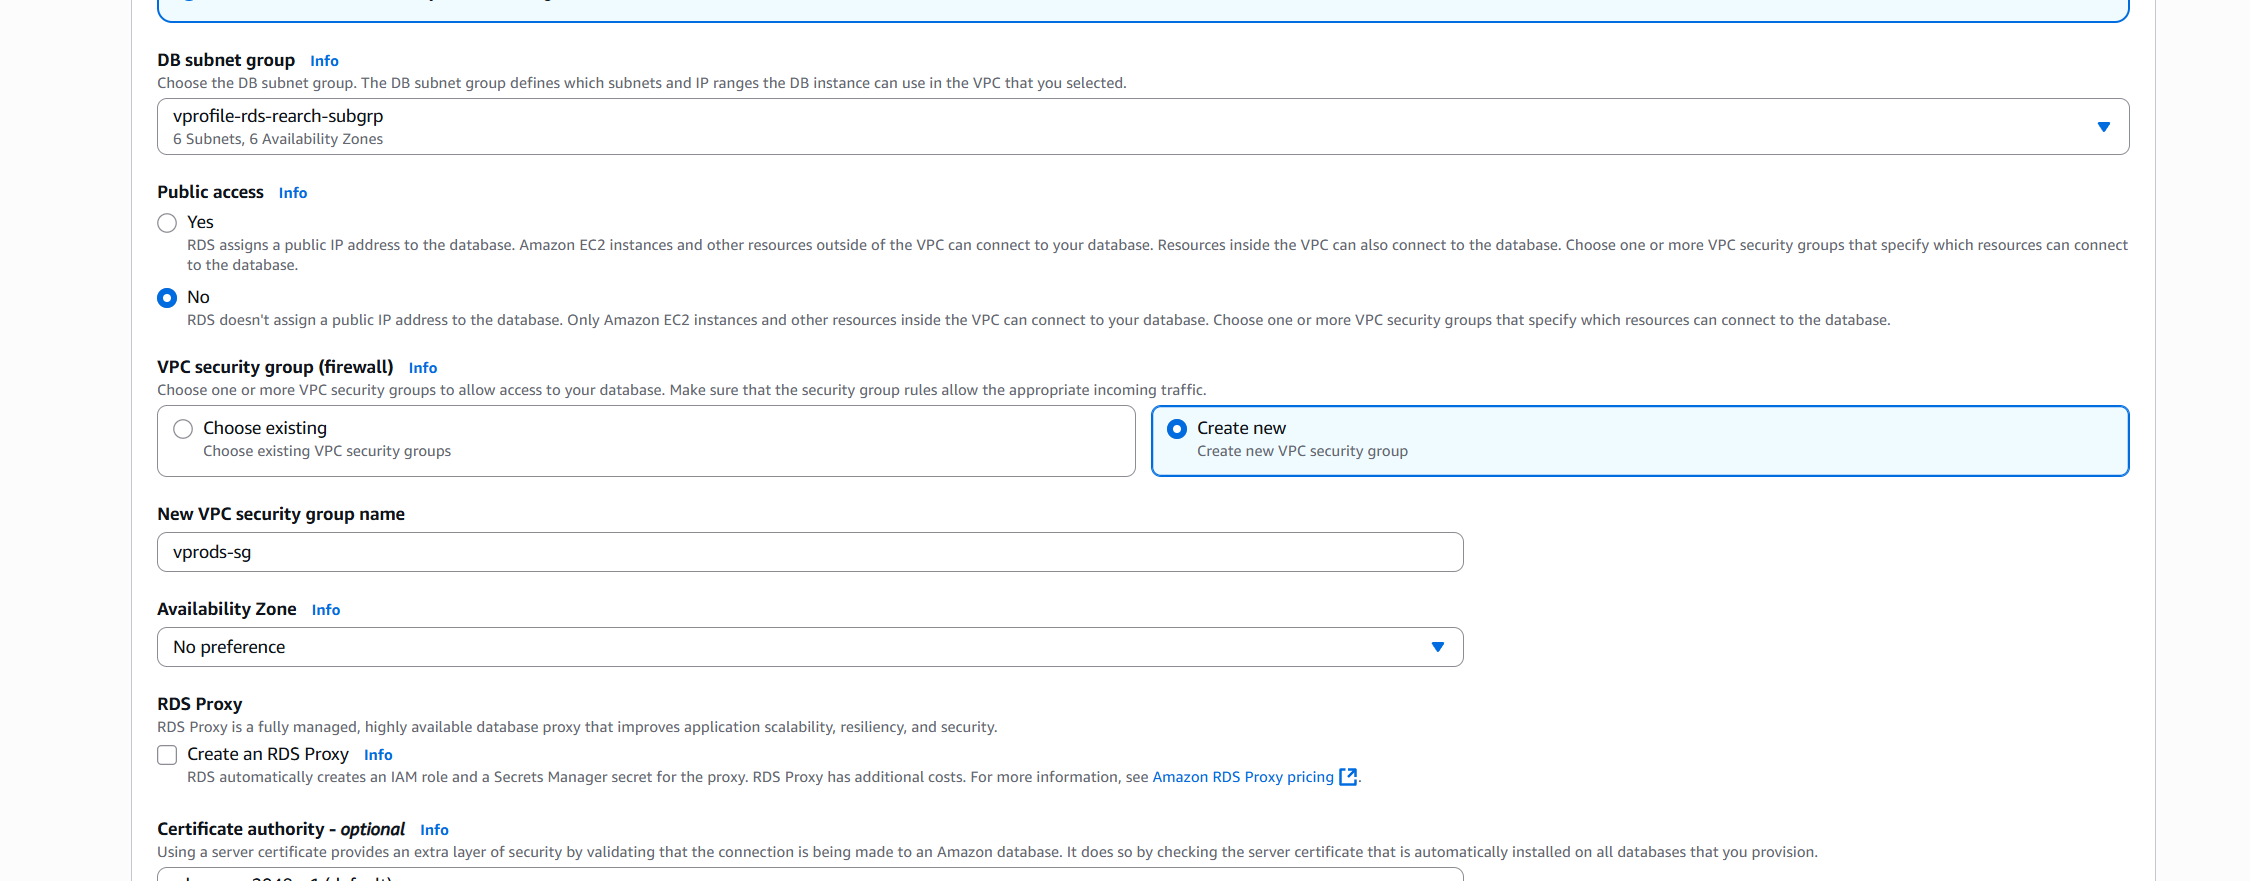 DB subnet group Info
Choose the DB subnet group. The DB subnet group defines which subnets and IP ranges the DB instance can use in the VPC that you selected.
vprofile-rds-rearch-subgrp
6 Subnets, 6 Availability Zones
Public access Info
Yes
RDS assigns a public IP address to the database. Amazon EC2 instances and other resources outside of the VPC can connect to your database. Resources inside the VPC can also connect to the database. Choose one or more VPC security groups that specify which resources can connect
to the database.
No
RDS doesn't assign a public IP address to the database. Only Amazon EC2 instances and other resources inside the VPC can connect to your database. Choose one or more VPC security groups that specify which resources can connect to the database.
VPC security group (firewall) Info
Choose one or more VPC security groups to allow access to your database. Make sure that the security group rules allow the appropriate incoming traffic.
Choose existing
Choose existing VPC security groups
Create new
Create new VPC security group
New VPC security group name
vprods-sg
Availability Zone Info
No preference
RDS Proxy
RDS Proxy is a fully managed, highly available database proxy that improves application scalability, resiliency, and security.
Create an RDS Proxy Info
RDS automatically creates an IAM role and a Secrets Manager secret for the proxy. RDS Proxy has additional costs. For more information, see Amazon RDS Proxy pricing.
Certificate authority - optional Info
Using a server certificate provides an extra layer of security by validating that the connection is being made to an Amazon database. It does so by checking the server certificate that is automatically installed on all databases that you provision.